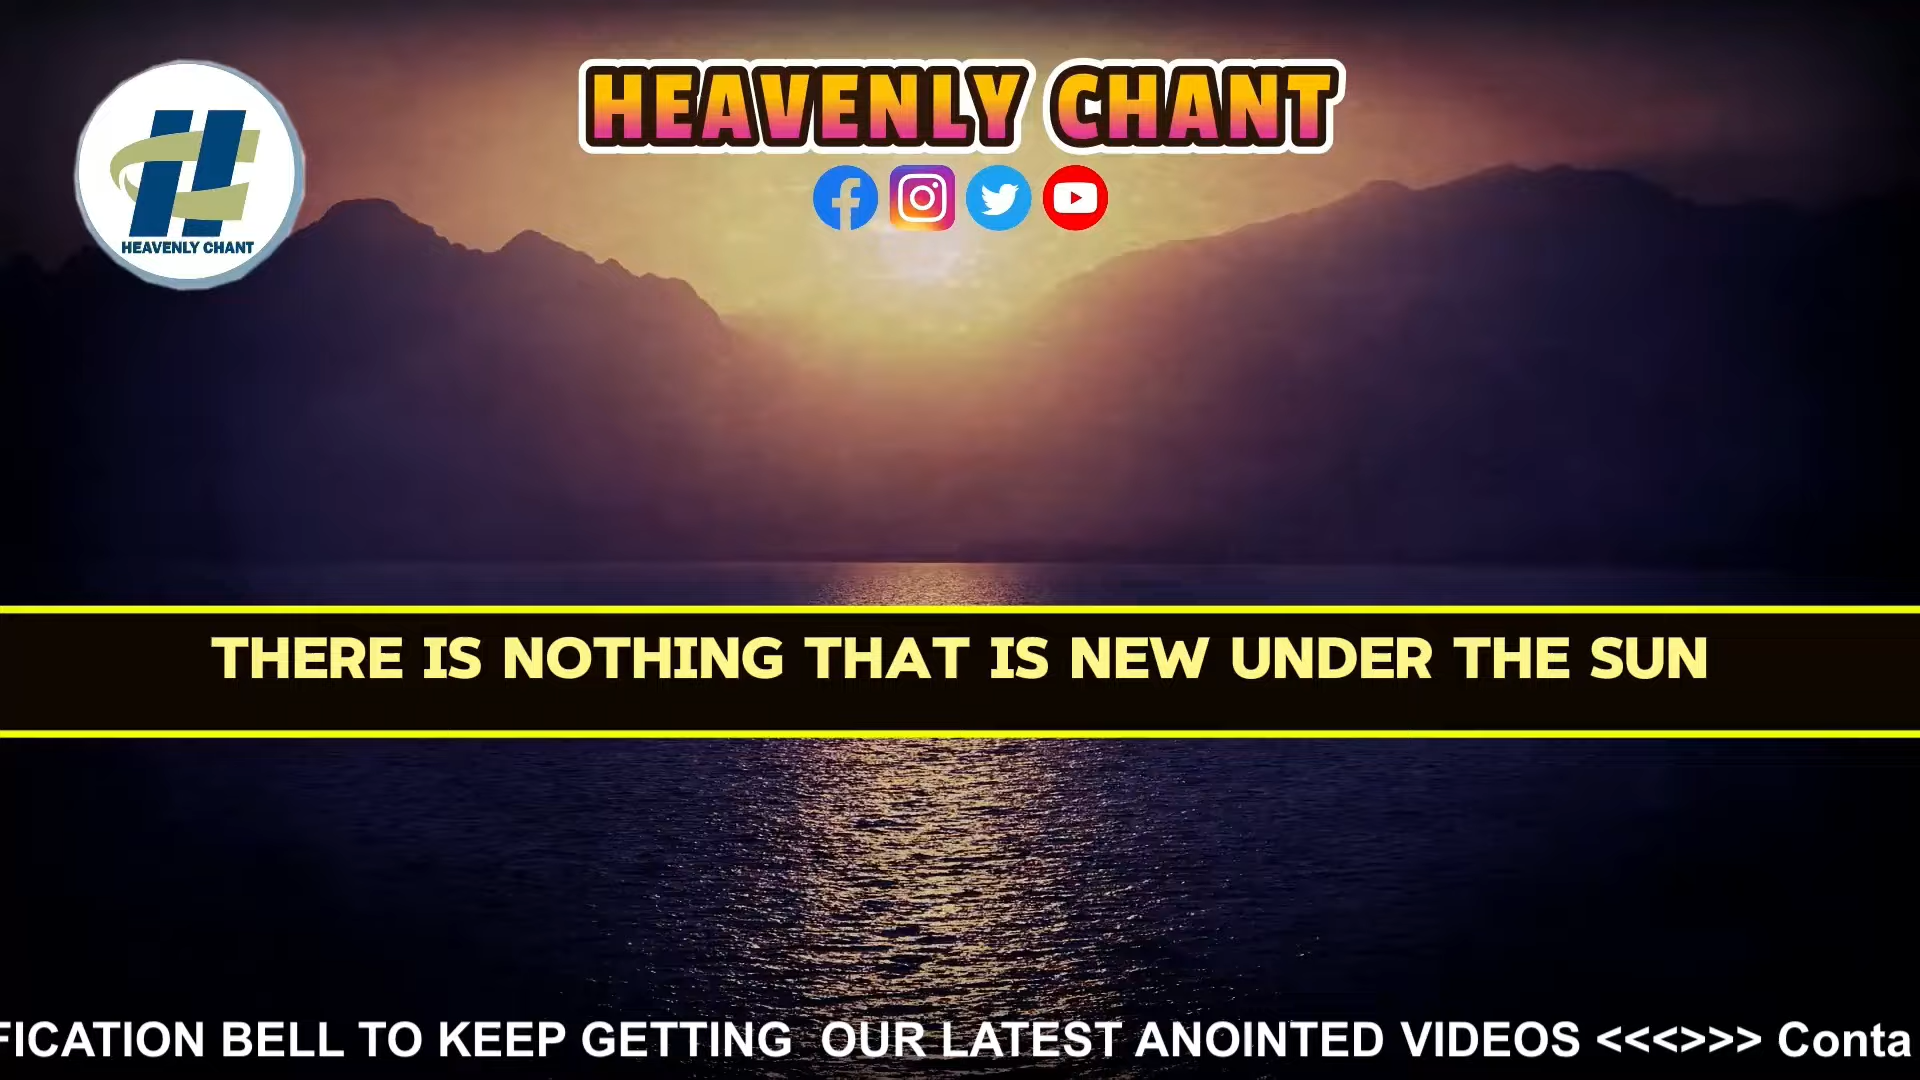 HEAVENLY CHANT
HEAVENLY CHANT
THERE IS NOTHING THAT IS NEW UNDER THE SUN
FICATION BELL TO KEEP GETTING OUR LATEST ANOINTED VIDEOS <<<>>> Conta